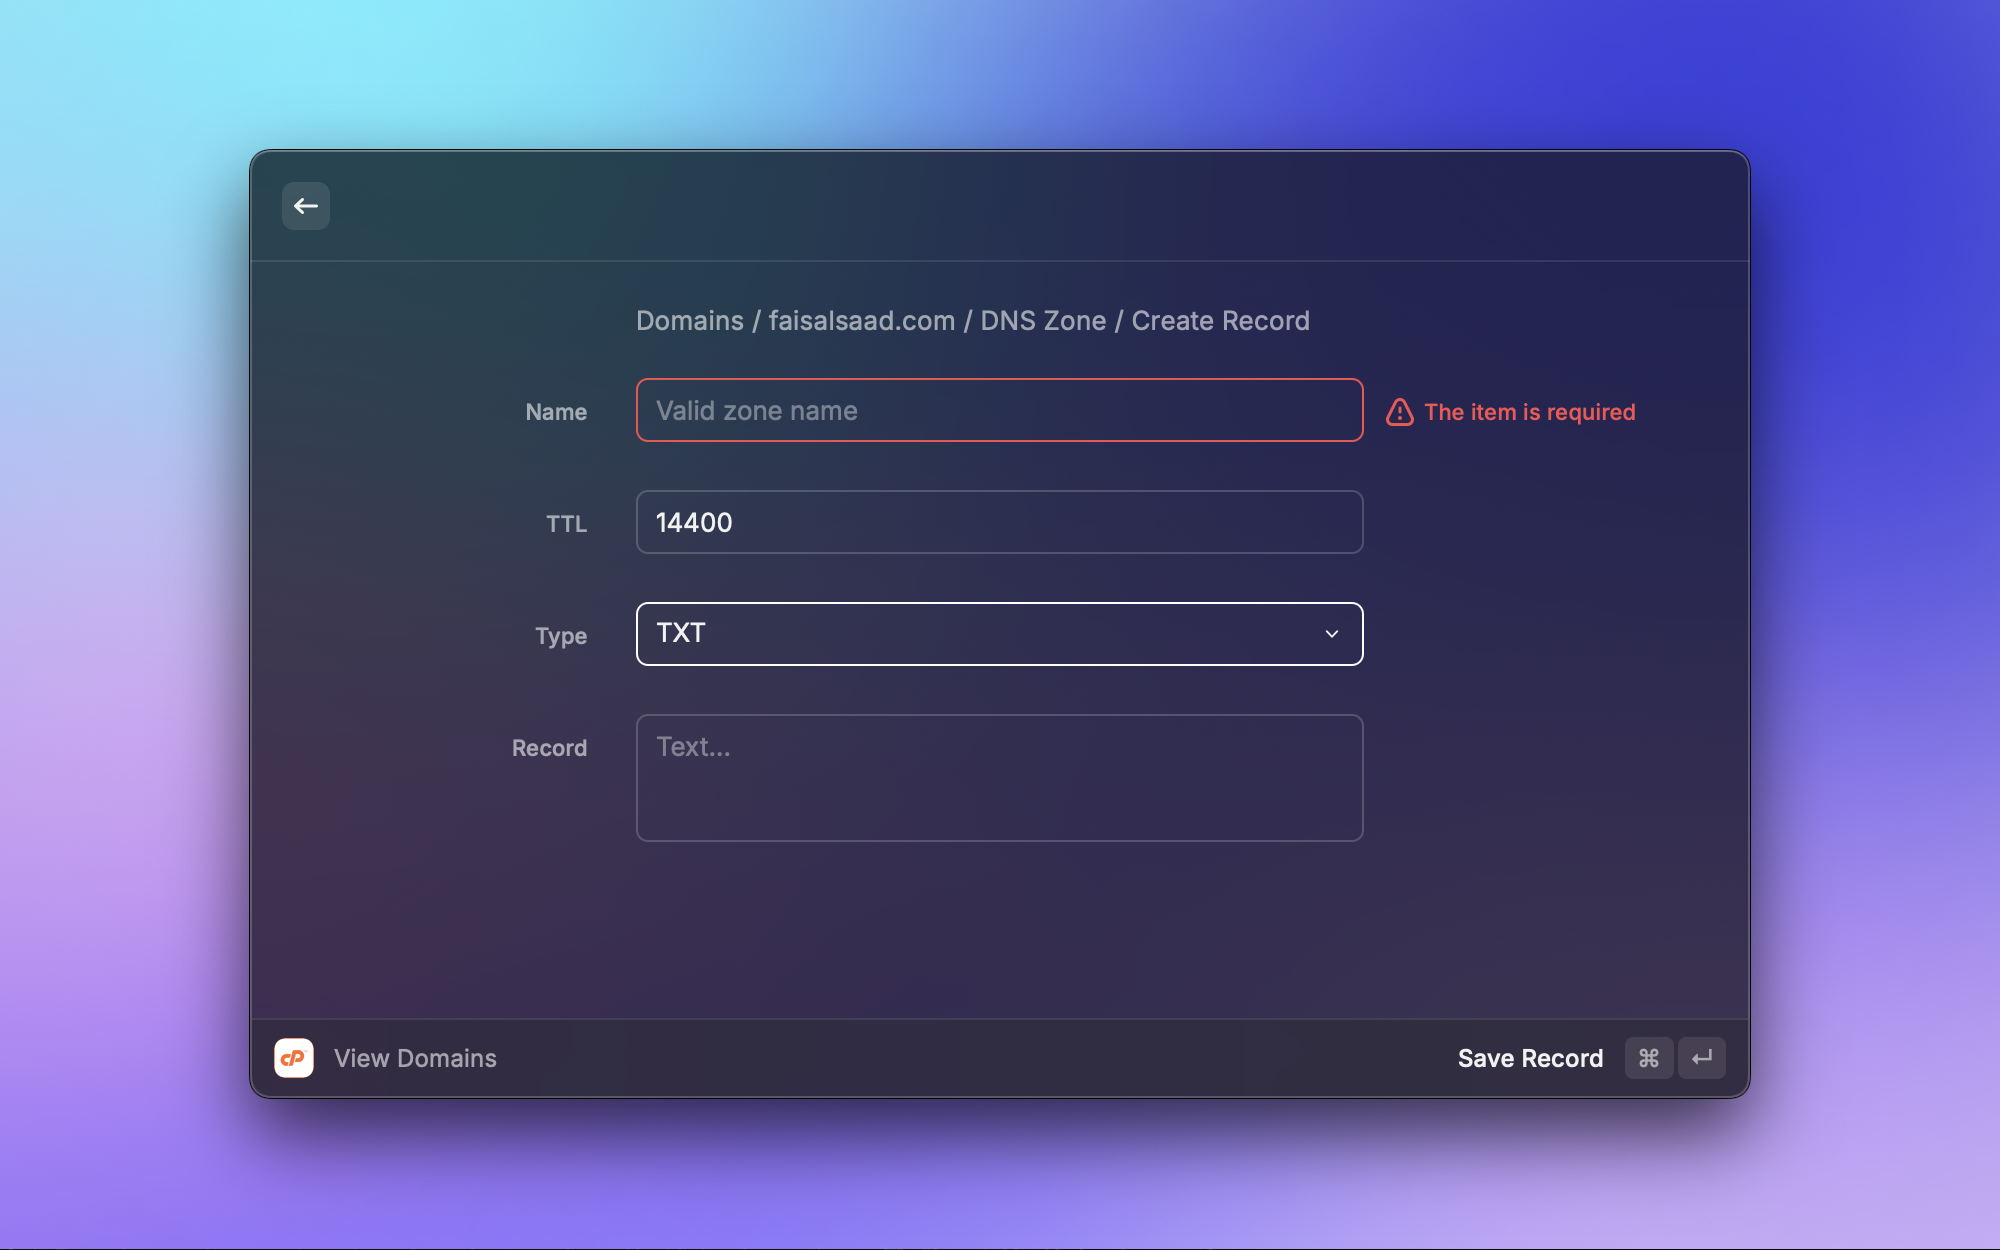 Domains / faisalsaad.com / DNS Zone / Create Record
Name
Valid zone name
The item is required
TTL
14400
Type
TXT
Record
Text...
cP
View Domains
Save Record
⌘
↵